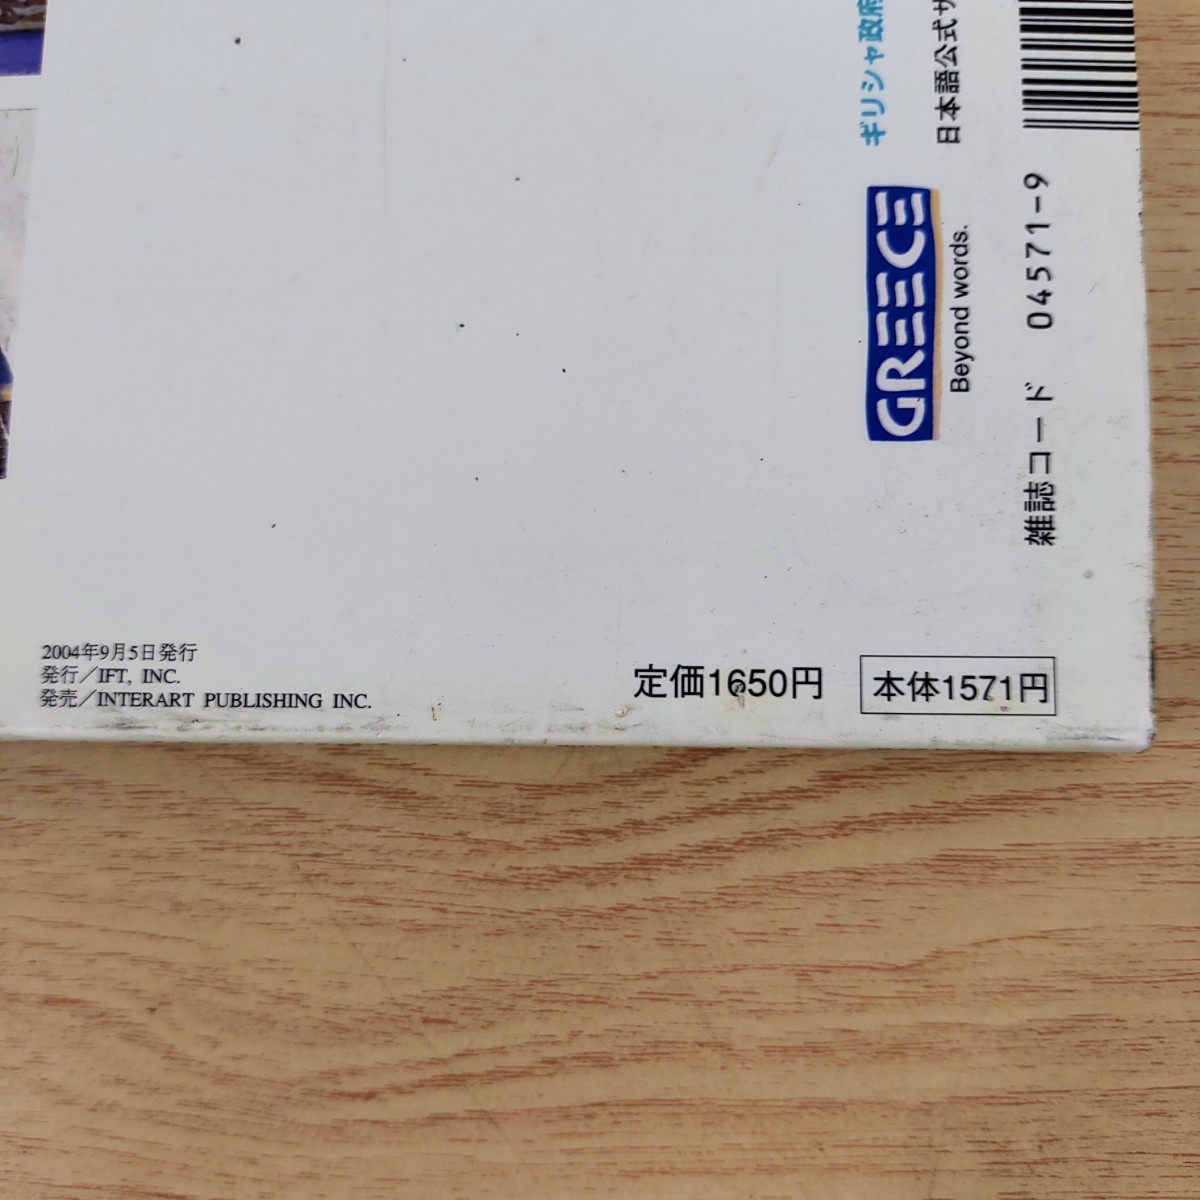 ギリシャ政府
日本語公式サ
GREECE
Beyond words.
雑誌コード 04571-9
2004年9月5日発行
発行／IFT, INC.
発売／INTERART PUBLISHING INC.
定価1650円
本体1571円